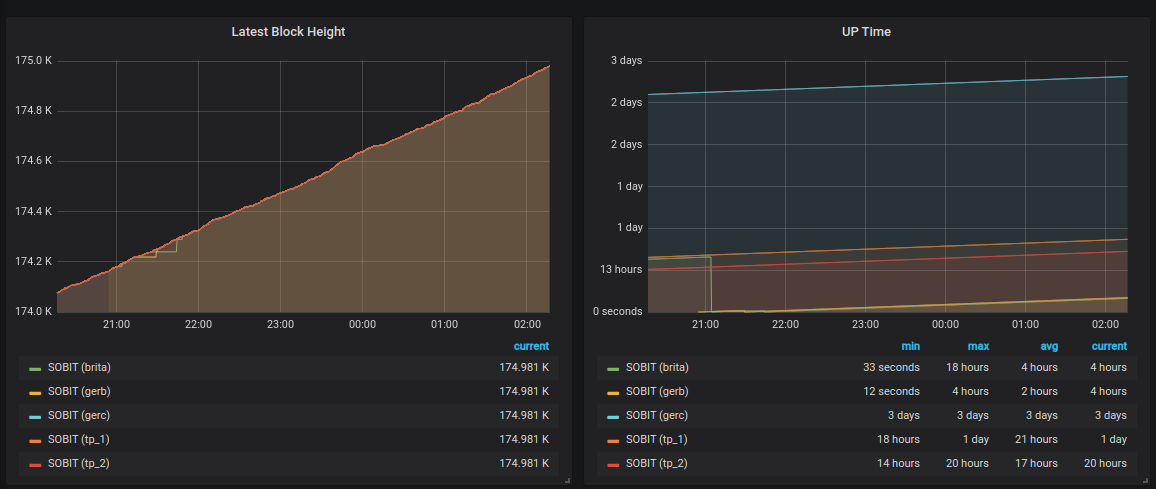 Latest Block Height
175.0 K
174.8 K
174.6 K
174.4 K
174.2 K
174.0 K
21:00 22:00 23:00 00:00 01:00 02:00
current
SOBIT (brita) 174.981 K
SOBIT (gerb) 174.981 K
SOBIT (gerc) 174.981 K
SOBIT (tp_1) 174.981 K
SOBIT (tp_2) 174.981 K
UP Time
3 days
2 days
2 days
1 day
1 day
13 hours
0 seconds
21:00 22:00 23:00 00:00 01:00 02:00
min max avg current
SOBIT (brita) 33 seconds 18 hours 4 hours 4 hours
SOBIT (gerb) 12 seconds 4 hours 2 hours 4 hours
SOBIT (gerc) 3 days 3 days 3 days 3 days
SOBIT (tp_1) 18 hours 1 day 21 hours 1 day
SOBIT (tp_2) 14 hours 20 hours 17 hours 20 hours